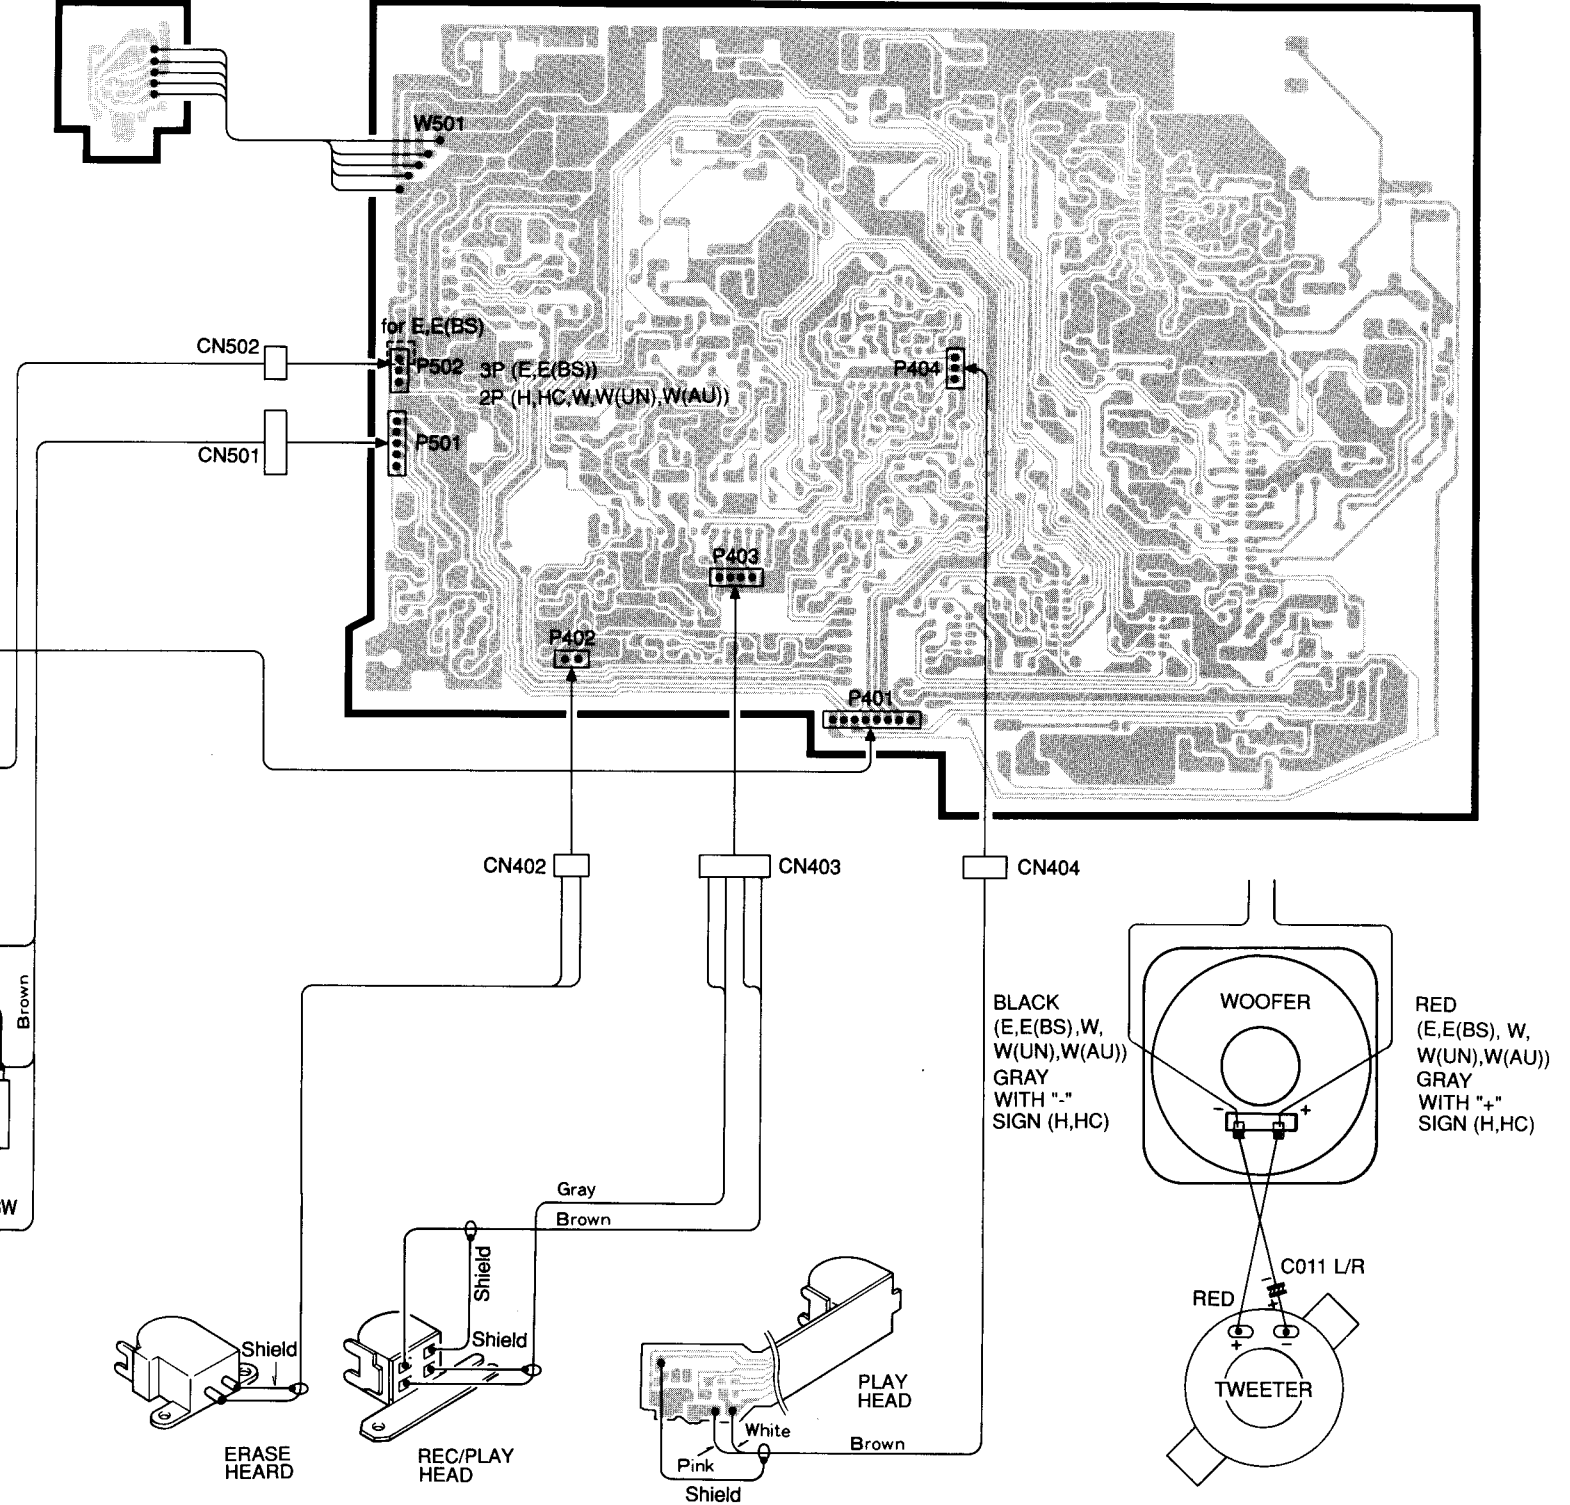 W501
for E,E(BS)
CN502
P502
3P (E,E(BS))
2P (H,HC,W,W(UN),W(AU))
P404
CN501
P501
P403
P402
P401
CN402
CN403
CN404
Brown
BLACK
(E,E(BS),W,
W(UN),W(AU))
GRAY
WITH "-"
SIGN (H,HC)
WOOFER
- +
RED
(E,E(BS), W,
W(UN),W(AU))
GRAY
WITH "+"
SIGN (H,HC)
SW
Gray
Brown
Shield
Shield
Shield
C011 L/R
-
+
RED
+ -
TWEETER
PLAY
HEAD
White
Brown
Pink
Shield
ERASE
HEARD
REC/PLAY
HEAD